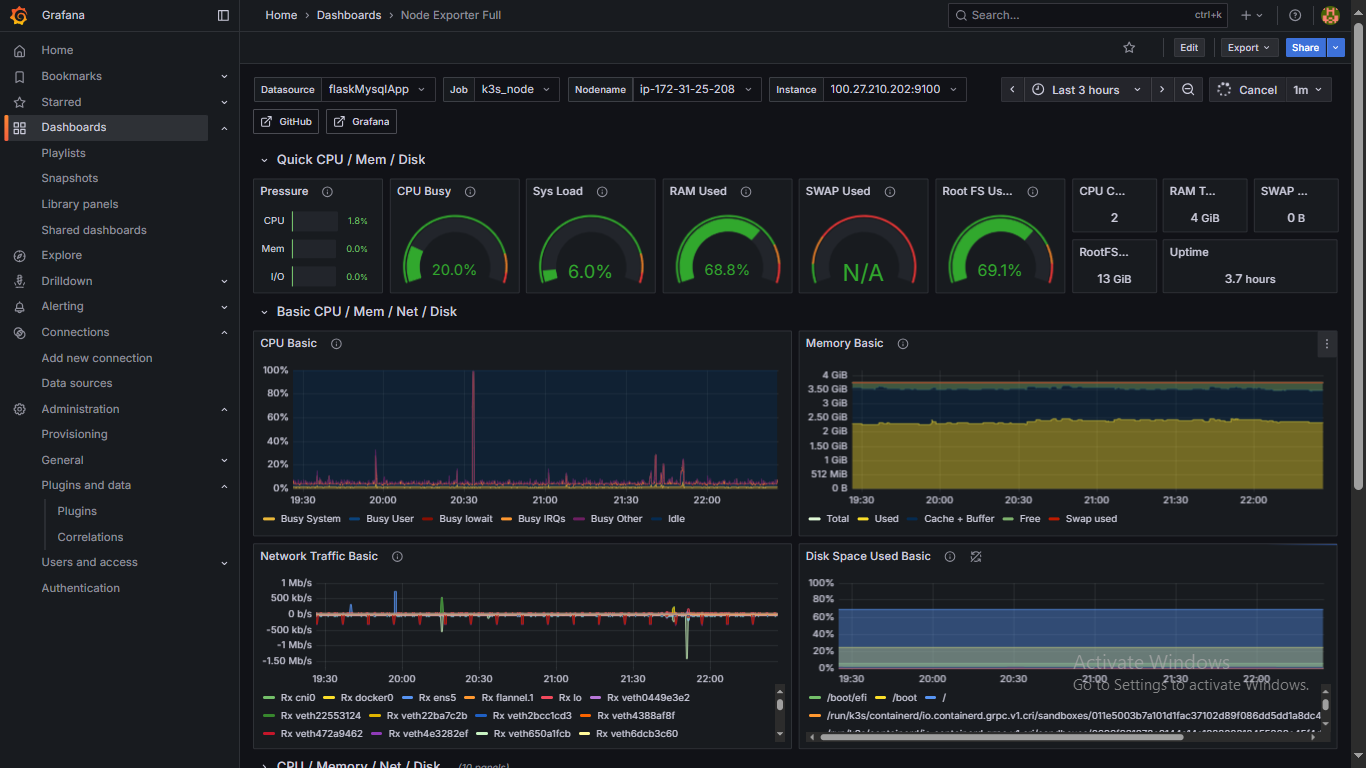 Grafana
Home
Bookmarks
Starred
Dashboards
Playlists
Snapshots
Library panels
Shared dashboards
Explore
Drilldown
Alerting
Connections
Add new connection
Data sources
Administration
Provisioning
General
Plugins and data
Plugins
Correlations
Users and access
Authentication
Home > Dashboards > Node Exporter Full
Search... ctrl+k
Edit Export Share
Datasource flaskMysqlApp Job k3s_node Nodename ip-172-31-25-208 Instance 100.27.210.202:9100 Last 3 hours Cancel 1m
GitHub Grafana
Quick CPU / Mem / Disk
Pressure
CPU 1.8%
Mem 0.0%
I/O 0.0%
CPU Busy
20.0%
Sys Load
6.0%
RAM Used
68.8%
SWAP Used
N/A
Root FS Us...
69.1%
CPU C...
2
RAM T...
4 GiB
SWAP ...
0 B
RootFS...
13 GiB
Uptime
3.7 hours
Basic CPU / Mem / Net / Disk
CPU Basic
100%
80%
60%
40%
20%
0%
19:30 20:00 20:30 21:00 21:30 22:00
Busy System Busy User Busy Iowait Busy IRQs Busy Other Idle
Memory Basic
4 GiB
3.50 GiB
3 GiB
2.50 GiB
2 GiB
1.50 GiB
1 GiB
512 MiB
0 B
19:30 20:00 20:30 21:00 21:30 22:00
Total Used Cache + Buffer Free Swap used
Network Traffic Basic
1 Mb/s
500 kb/s
0 b/s
-500 kb/s
-1 Mb/s
-1.50 Mb/s
19:30 20:00 20:30 21:00 21:30 22:00
Rx cni0 Rx docker0 Rx ens5 Rx flannel.1 Rx lo Rx veth0449e3e2
Rx veth22553124 Rx veth22ba7c2b Rx veth2bcc1cd3 Rx veth4388af8f
Rx veth472a9462 Rx veth4e3282ef Rx veth650a1fcb Rx veth6dcb3c60
Disk Space Used Basic
100%
80%
60%
40%
20%
0%
19:30 20:00 20:30 21:00 21:30 22:00
/boot/efi /boot /
/run/k3s/containerd/io.containerd.grpc.v1.cri/sandboxes/011e5003b7a101d1fac37102d89f086dd5dd1a8dc4
Activate Windows
Go to Settings to activate Windows.
CPU / Memory / Net / Disk (10 panels)